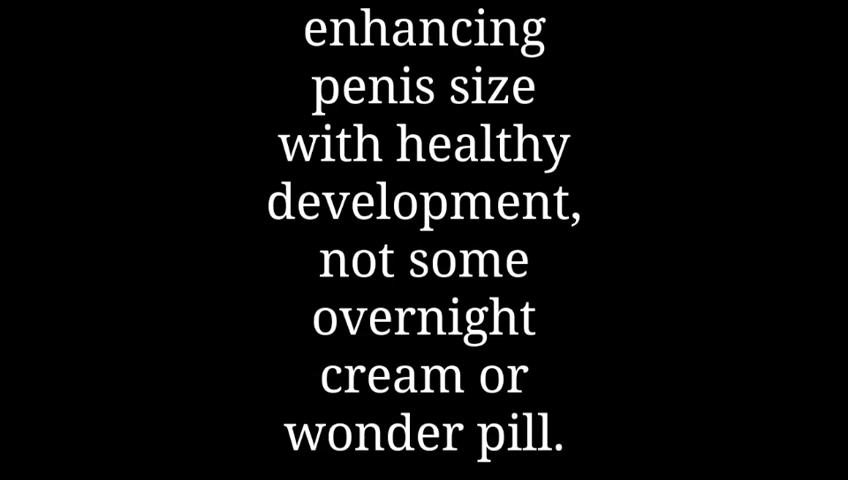 enhancing
penis size
with healthy
development,
not some
overnight
cream or
wonder pill.